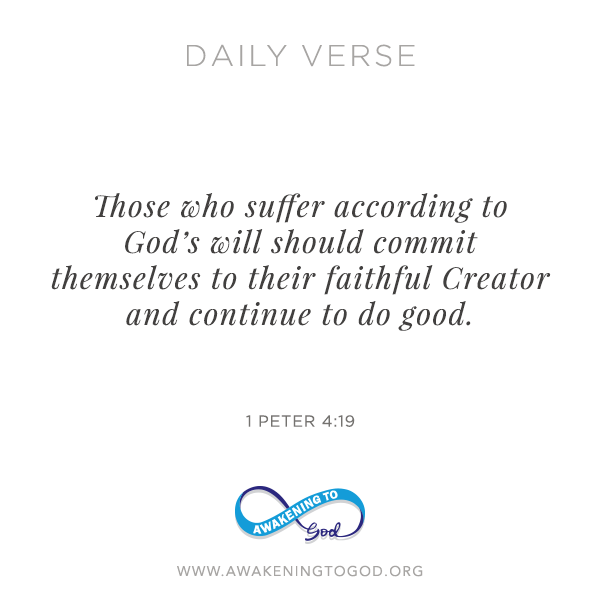 DAILY VERSE
Those who suffer according to
God’s will should commit
themselves to their faithful Creator
and continue to do good.
1 PETER 4:19
AWAKENING TO
God
WWW.AWAKENINGTOGOD.ORG